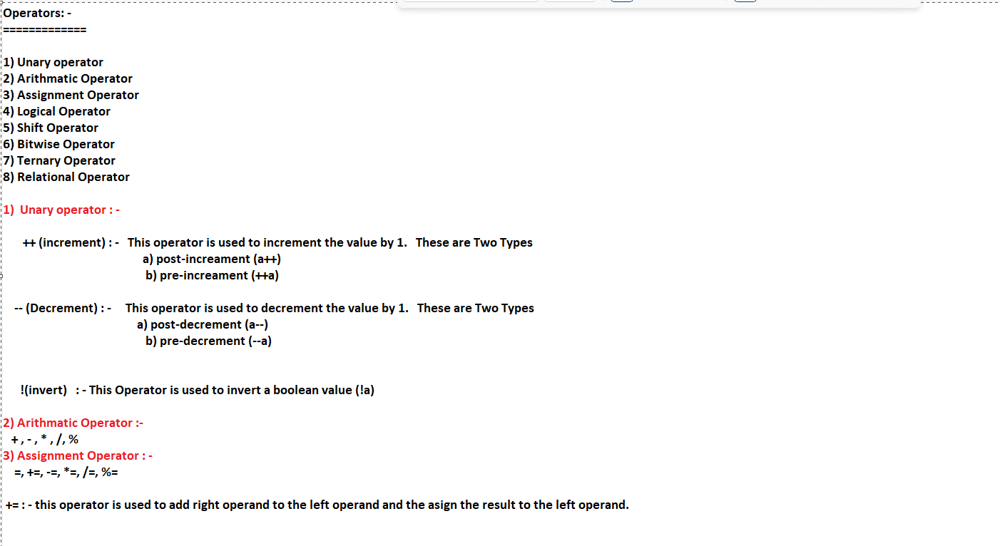 Operators: -
=============
1) Unary operator
2) Arithmatic Operator
3) Assignment Operator
4) Logical Operator
5) Shift Operator
6) Bitwise Operator
7) Ternary Operator
8) Relational Operator
1) Unary operator : -
++ (increment) : - This operator is used to increment the value by 1. These are Two Types
a) post-increament (a++)
b) pre-increament (++a)
-- (Decrement) : - This operator is used to decrement the value by 1. These are Two Types
a) post-decrement (a--)
b) pre-decrement (--a)
!(invert) : - This Operator is used to invert a boolean value (!a)
2) Arithmatic Operator :-
+ , - , * , /, %
3) Assignment Operator : -
=, +=, -=, *=, /=, %=
+= : - this operator is used to add right operand to the left operand and the asign the result to the left operand.